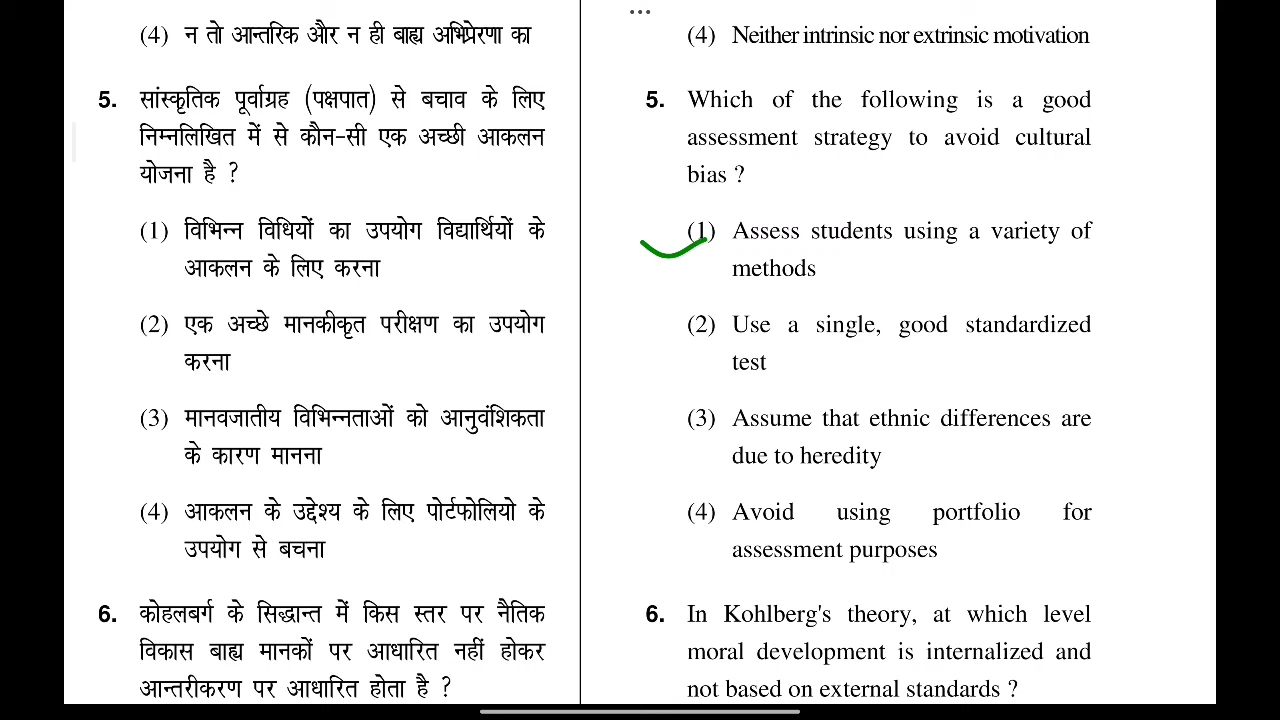 (4) न तो आन्तरिक और न ही बाह्य अभिप्रेरणा का
5. सांस्कृतिक पूर्वाग्रह (पक्षपात) से बचाव के लिए
निम्नलिखित में से कौन-सी एक अच्छी आकलन
योजना है ?
(1) विभिन्न विधियों का उपयोग विद्यार्थियों के
आकलन के लिए करना
(2) एक अच्छे मानकीकृत परीक्षण का उपयोग
करना
(3) मानवजातीय विभिन्नताओं को आनुवंशिकता
के कारण मानना
(4) आकलन के उद्देश्य के लिए पोर्टफोलियो के
उपयोग से बचना
6. कोहलबर्ग के सिद्धान्त में किस स्तर पर नैतिक
विकास बाह्य मानकों पर आधारित नहीं होकर
आन्तरीकरण पर आधारित होता है ?
(4) Neither intrinsic nor extrinsic motivation
5. Which of the following is a good
assessment strategy to avoid cultural
bias ?
(1) Assess students using a variety of
methods
(2) Use a single, good standardized
test
(3) Assume that ethnic differences are
due to heredity
(4) Avoid using portfolio for
assessment purposes
6. In Kohlberg's theory, at which level
moral development is internalized and
not based on external standards ?